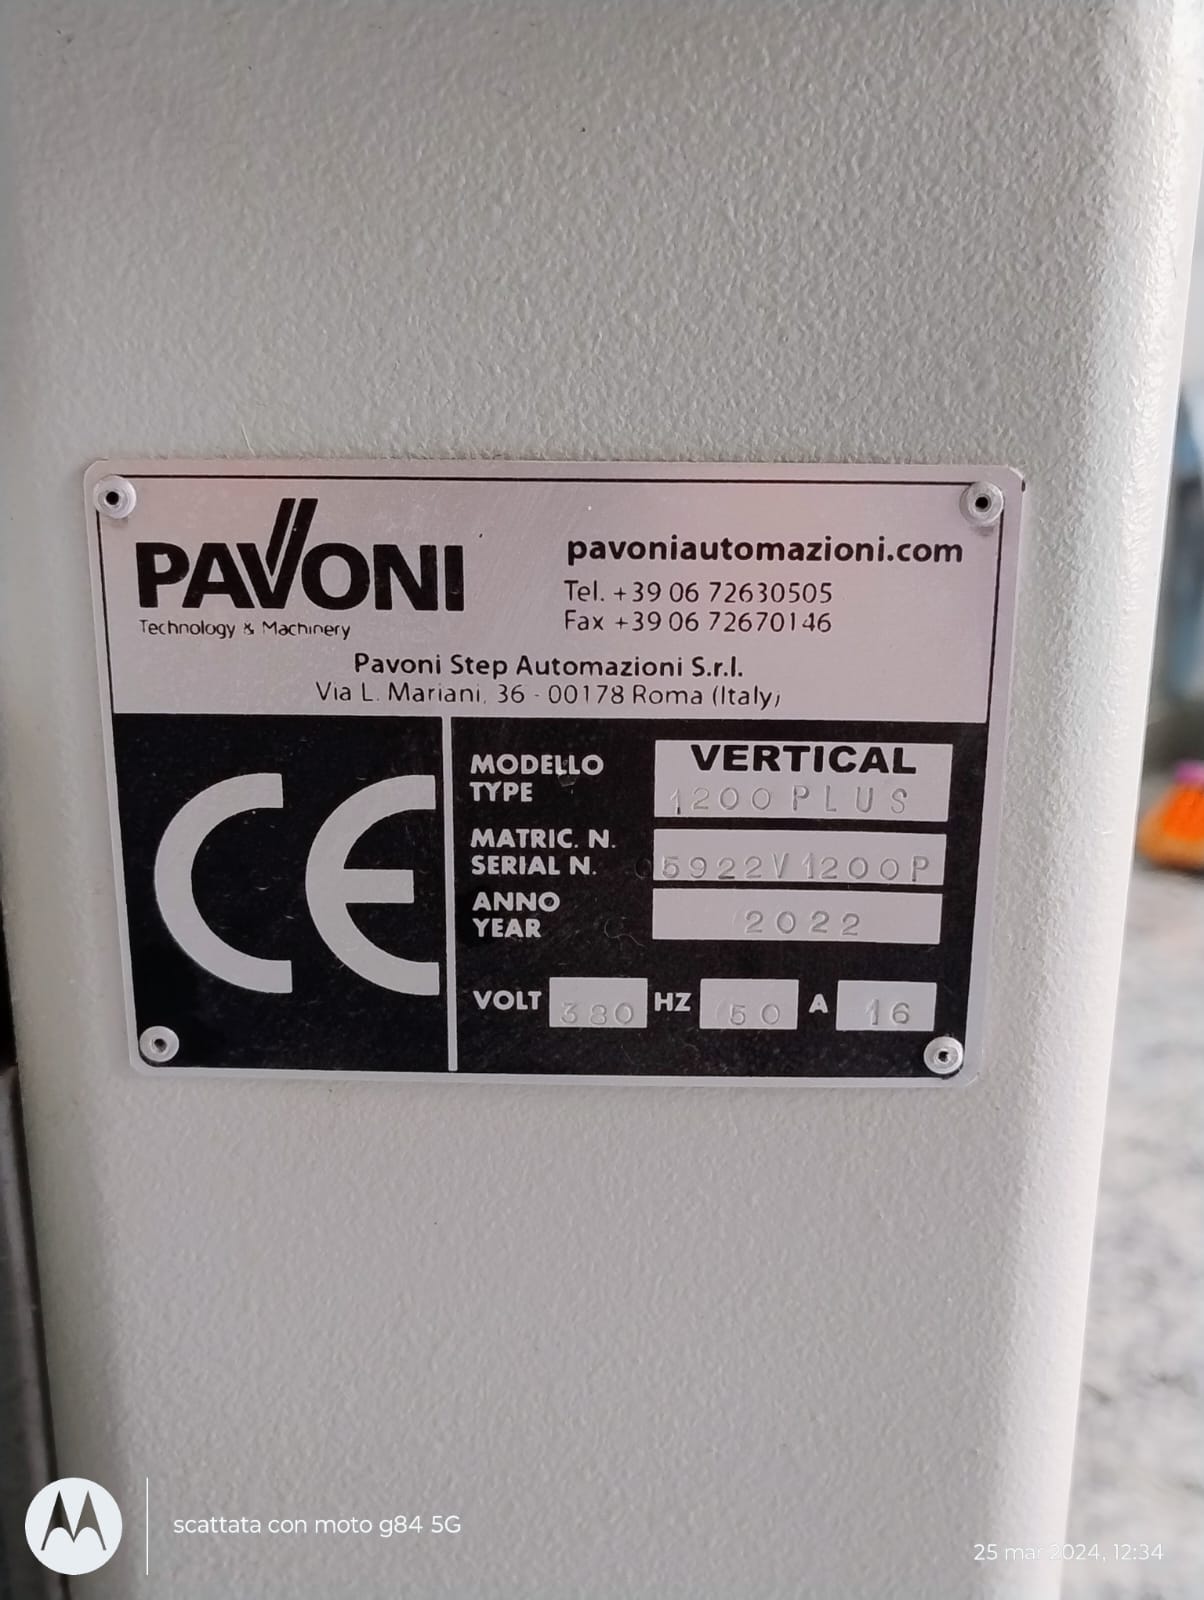 PAVONI
Technology & Machinery
pavoniautomazioni.com
Tel. +39 06 72630505
Fax +39 06 72670146
Pavoni Step Automazioni S.r.l.
Via L. Mariani, 36 - 00178 Roma (Italy)
CE
MODELLO
TYPE
VERTICAL
1200 PLUS
MATRIC. N.
SERIAL N.
05922V1200P
ANNO
YEAR
2022
VOLT 380 HZ 50 A 16
scattata con moto g84 5G
25 mar 2024, 12:34